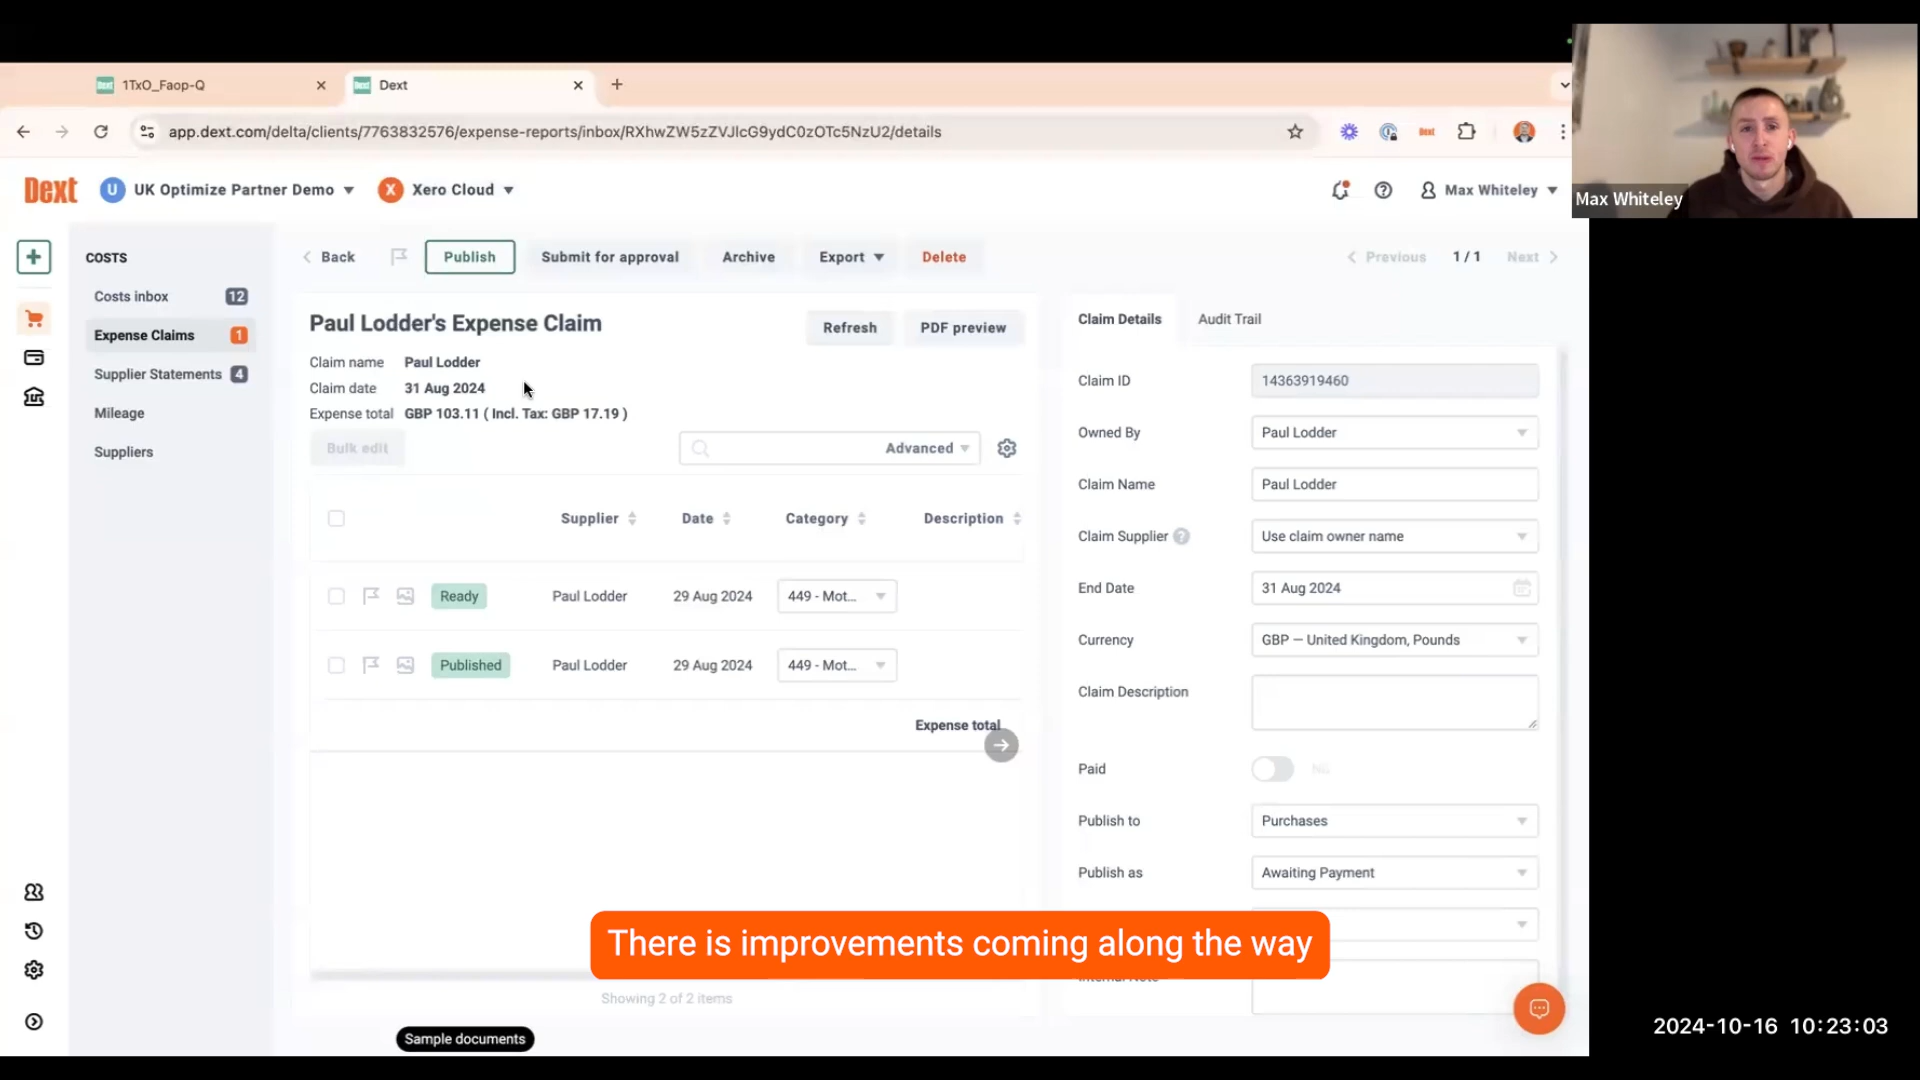 1TxO_Faop-Q
Dext
app.dext.com/delta/clients/7763832576/expense-reports/inbox/RXhwZW5zZVJlcG9ydC0zOTc5NzU2/details
Dext
Dext
U UK Optimize Partner Demo
X Xero Cloud
Max Whiteley
Max Whiteley
COSTS
Costs inbox 12
Expense Claims 1
Supplier Statements 4
Mileage
Suppliers
Back
Publish
Submit for approval
Archive
Export
Delete
Previous 1 / 1 Next
Paul Lodder's Expense Claim
Refresh
PDF preview
Claim name Paul Lodder
Claim date 31 Aug 2024
Expense total GBP 103.11 ( Incl. Tax: GBP 17.19 )
Bulk edit
Advanced
Supplier Date Category Description
Ready Paul Lodder 29 Aug 2024 449 - Mot...
Published Paul Lodder 29 Aug 2024 449 - Mot...
Expense total
Showing 2 of 2 items
Claim Details
Audit Trail
Claim ID 14363919460
Owned By Paul Lodder
Claim Name Paul Lodder
Claim Supplier ? Use claim owner name
End Date 31 Aug 2024
Currency GBP — United Kingdom, Pounds
Claim Description
Paid NO
Publish to Purchases
Publish as Awaiting Payment
Internal Note
There is improvements coming along the way
Sample documents
2024-10-16 10:23:03